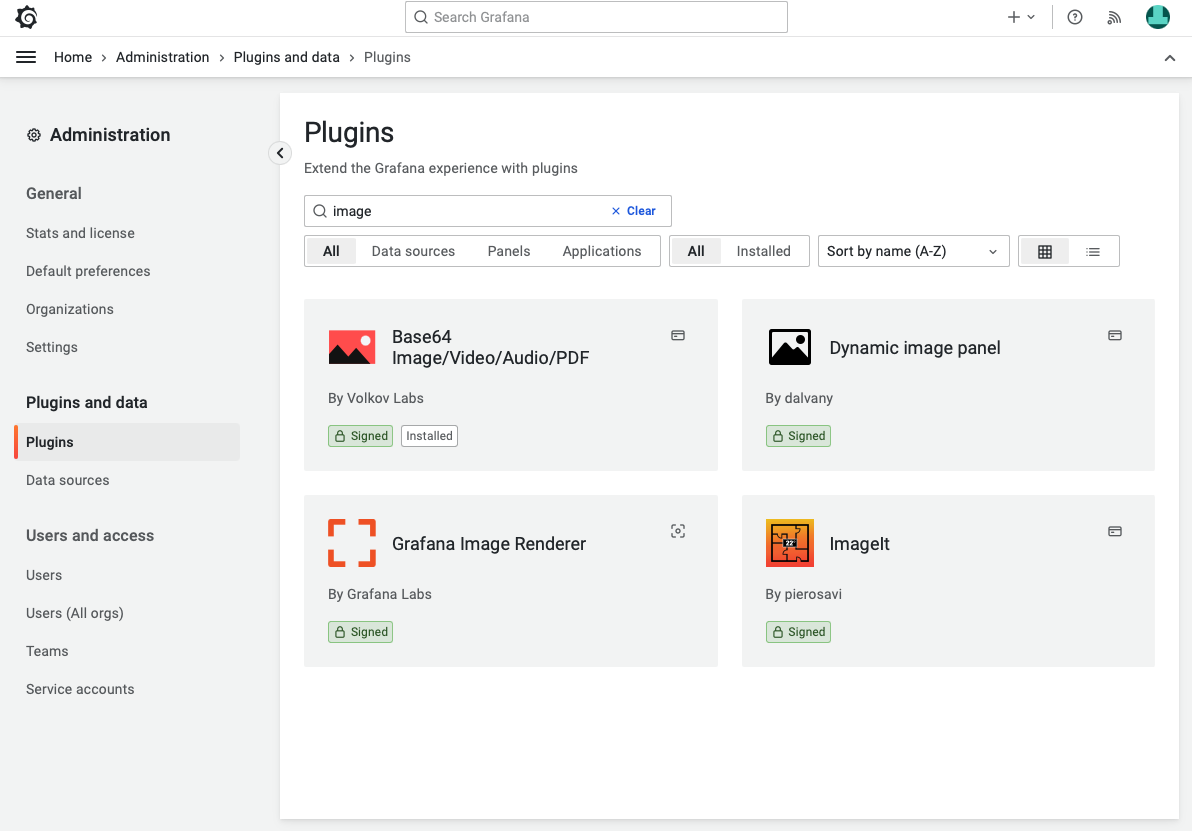 Search Grafana
Home › Administration › Plugins and data › Plugins
Administration
General
Stats and license
Default preferences
Organizations
Settings
Plugins and data
Plugins
Data sources
Users and access
Users
Users (All orgs)
Teams
Service accounts
Plugins
Extend the Grafana experience with plugins
image
Clear
All Data sources Panels Applications All Installed Sort by name (A-Z)
Base64
Image/Video/Audio/PDF
By Volkov Labs
Signed Installed
Dynamic image panel
By dalvany
Signed
Grafana Image Renderer
By Grafana Labs
Signed
22°
ImageIt
By pierosavi
Signed